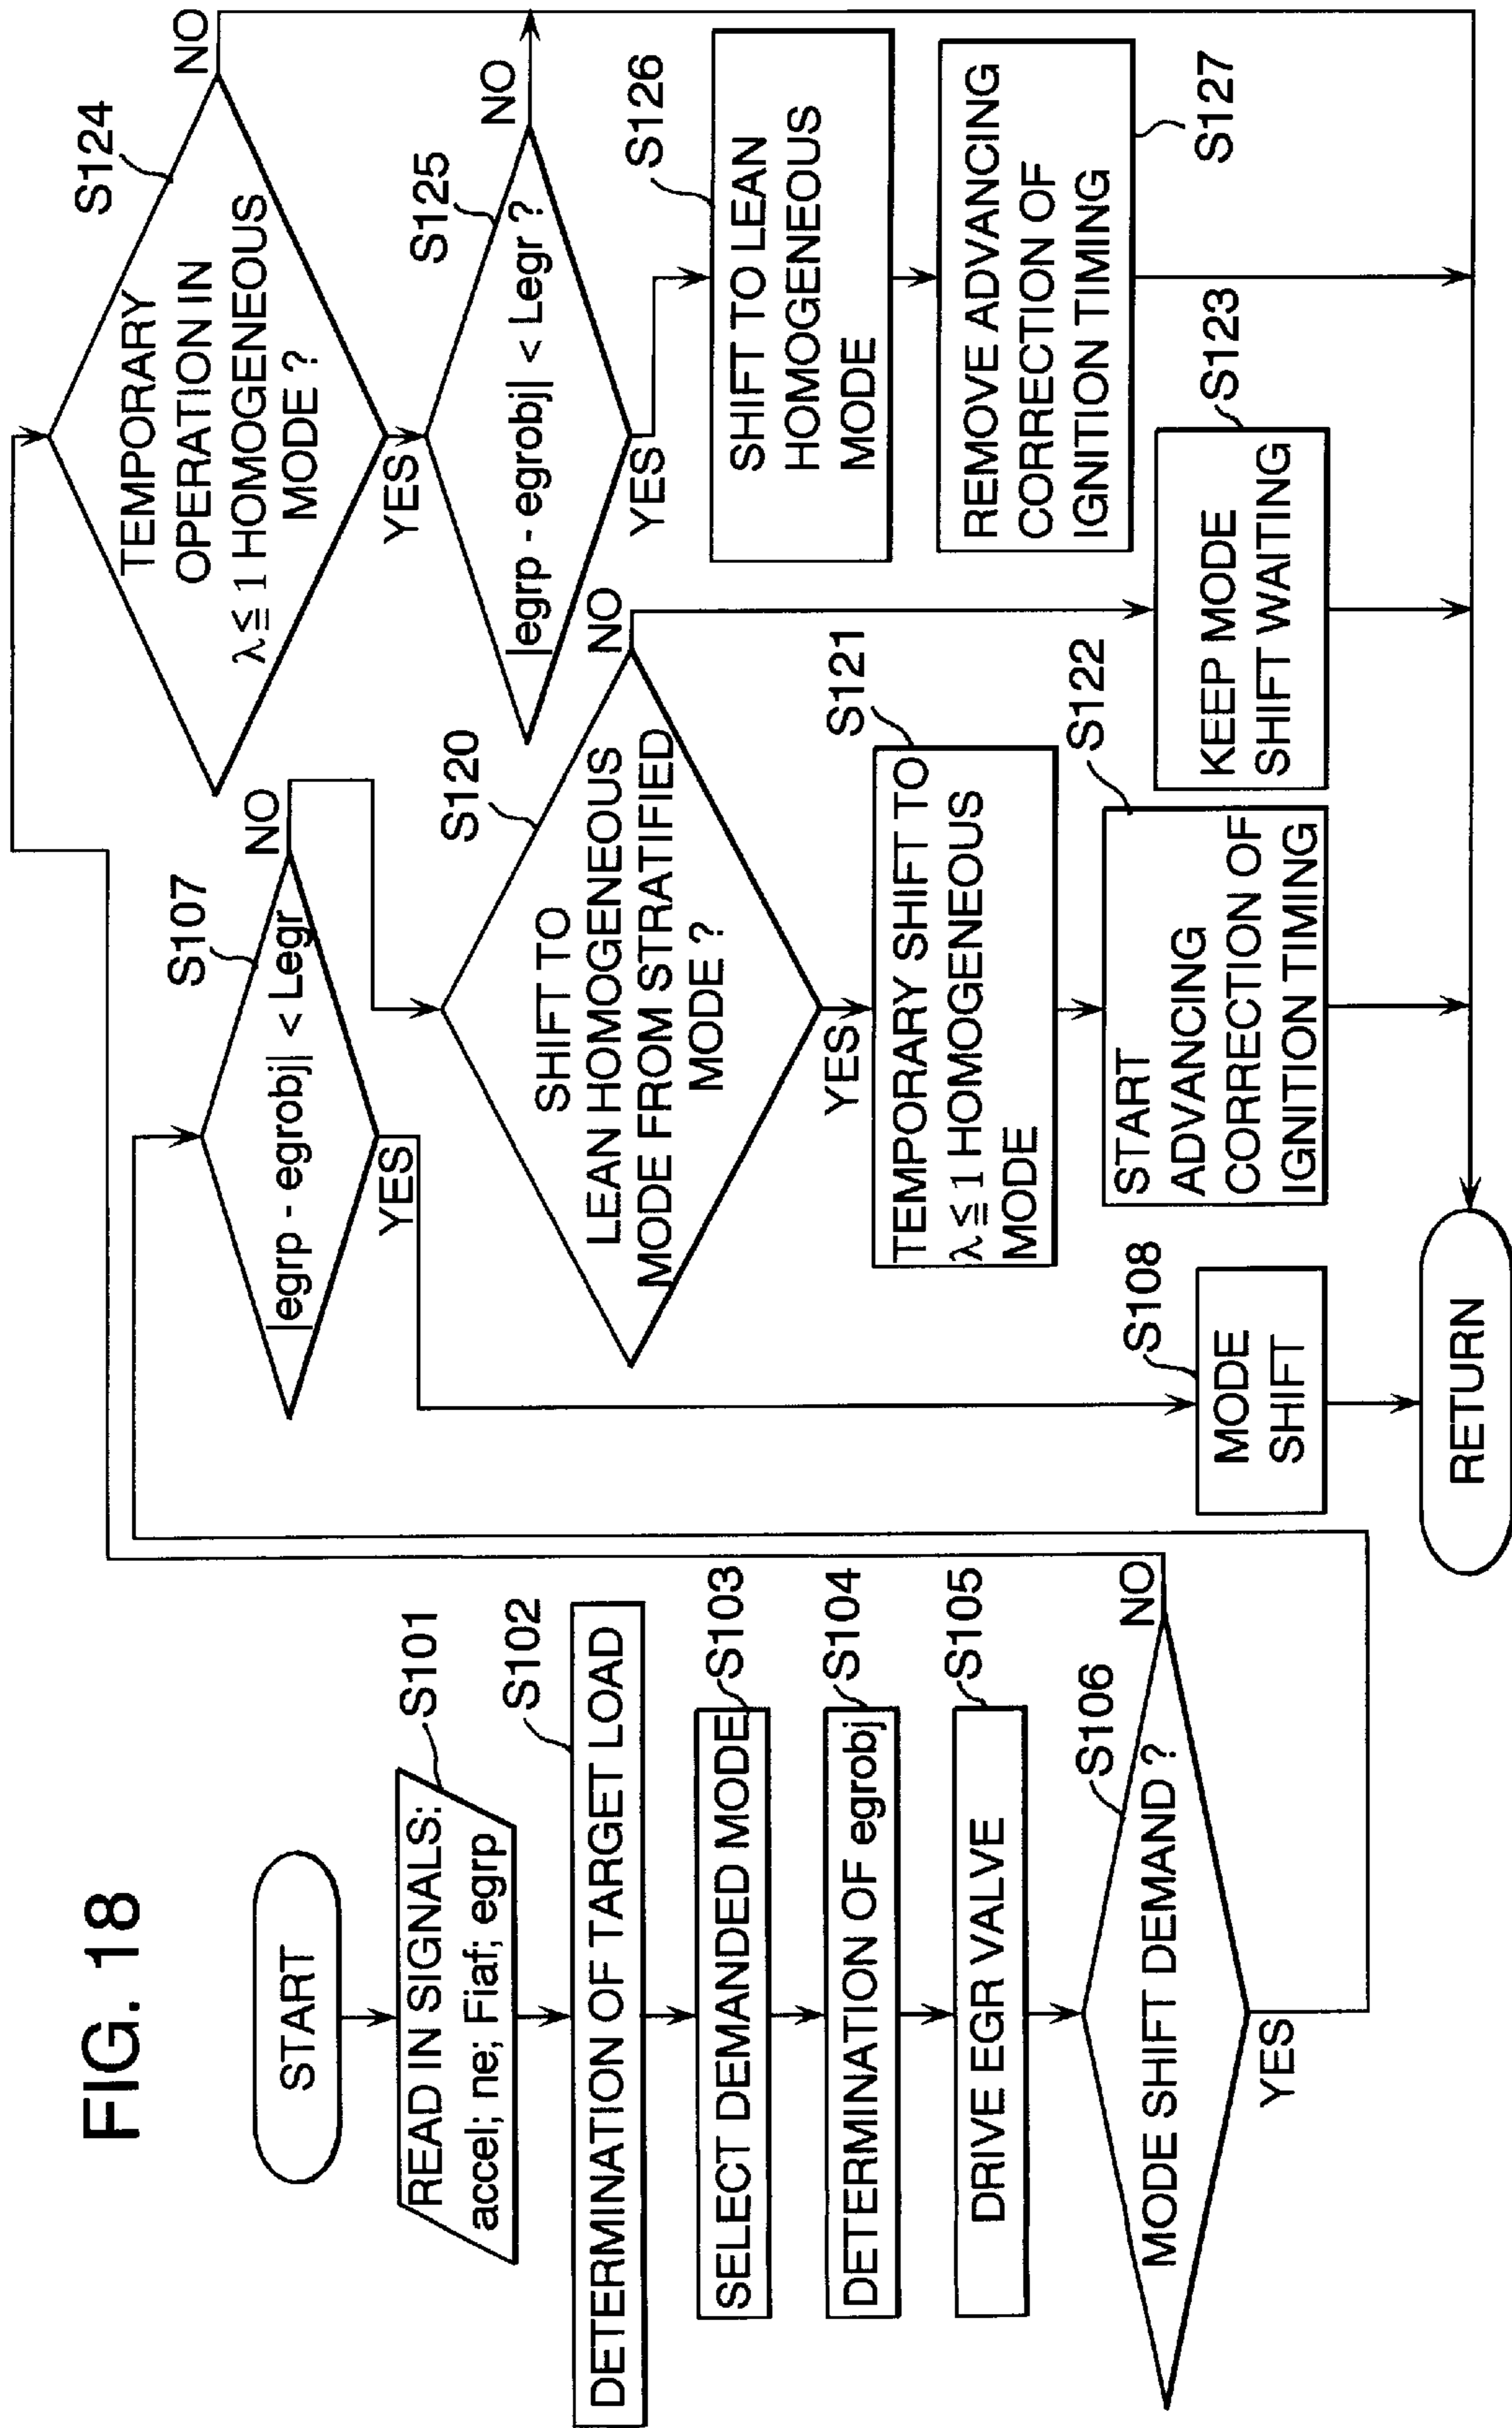 FIG. 18
START
READ IN SIGNALS:
accel; ne; Fiaf; egrp
S101
DETERMINATION OF TARGET LOAD
S102
SELECT DEMANDED MODE
S103
DETERMINATION OF egrobj
S104
DRIVE EGR VALVE
S105
MODE SHIFT DEMAND ?
S106
NO
YES
|egrp - egrobj| < Legr
S107
NO
YES
MODE
SHIFT
S108
SHIFT TO
LEAN HOMOGENEOUS
MODE FROM STRATIFIED
MODE ?
S120
NO
YES
TEMPORARY SHIFT TO
λ ≦ 1 HOMOGENEOUS
MODE
S121
START
ADVANCING
CORRECTION OF
IGNITION TIMING
S122
KEEP MODE
SHIFT WAITING
S123
TEMPORARY
OPERATION IN
λ ≦ 1 HOMOGENEOUS
MODE ?
S124
NO
YES
|egrp - egrobj| < Legr ?
S125
NO
YES
SHIFT TO LEAN
HOMOGENEOUS
MODE
S126
REMOVE ADVANCING
CORRECTION OF
IGNITION TIMING
S127
RETURN